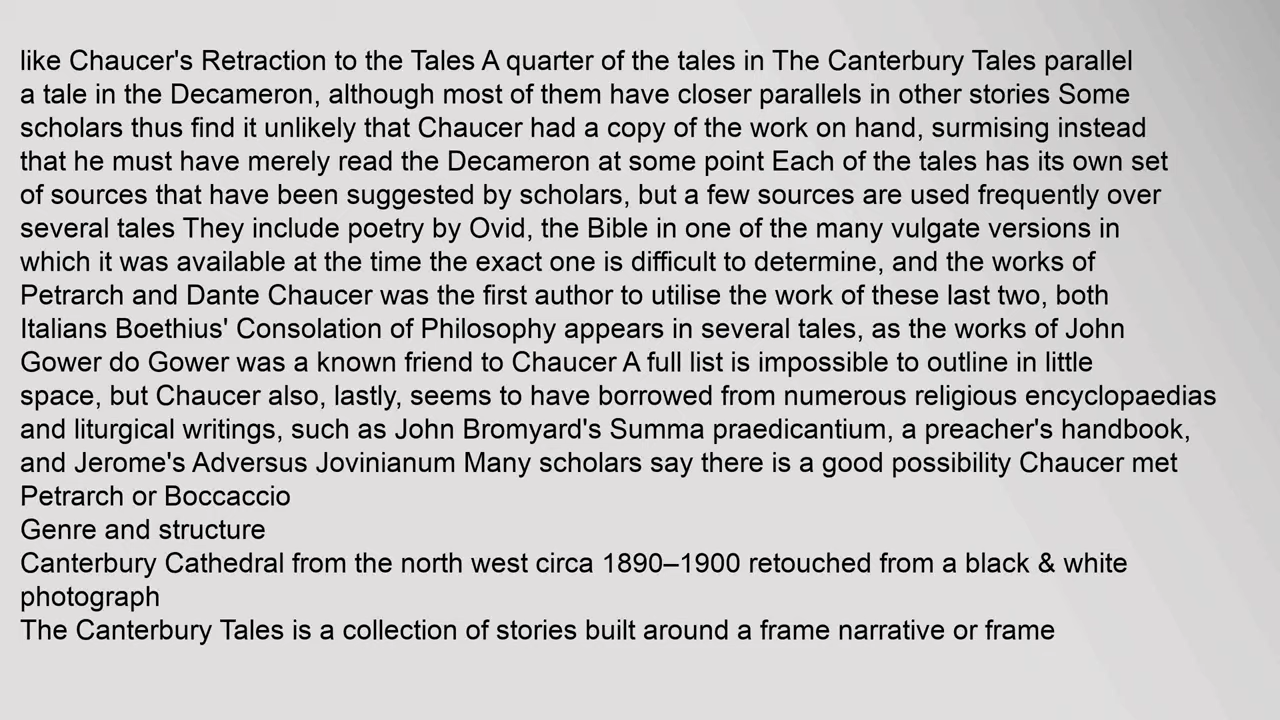 like Chaucer's Retraction to the Tales A quarter of the tales in The Canterbury Tales parallel
a tale in the Decameron, although most of them have closer parallels in other stories Some
scholars thus find it unlikely that Chaucer had a copy of the work on hand, surmising instead
that he must have merely read the Decameron at some point Each of the tales has its own set
of sources that have been suggested by scholars, but a few sources are used frequently over
several tales They include poetry by Ovid, the Bible in one of the many vulgate versions in
which it was available at the time the exact one is difficult to determine, and the works of
Petrarch and Dante Chaucer was the first author to utilise the work of these last two, both
Italians Boethius' Consolation of Philosophy appears in several tales, as the works of John
Gower do Gower was a known friend to Chaucer A full list is impossible to outline in little
space, but Chaucer also, lastly, seems to have borrowed from numerous religious encyclopaedias
and liturgical writings, such as John Bromyard's Summa praedicantium, a preacher's handbook,
and Jerome's Adversus Jovinianum Many scholars say there is a good possibility Chaucer met
Petrarch or Boccaccio
Genre and structure
Canterbury Cathedral from the north west circa 1890–1900 retouched from a black & white
photograph
The Canterbury Tales is a collection of stories built around a frame narrative or frame